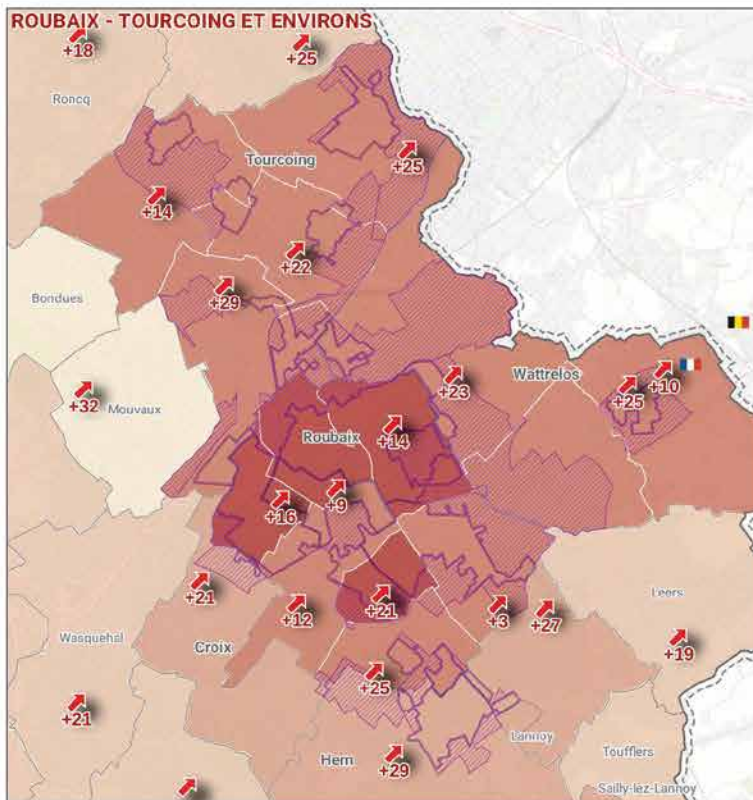 ROUBAIX - TOURCOING ET ENVIRONS
+18
+25
Roncq
Tourcoing
+25
+14
+22
+29
Bondues
Wattrelos
+10
+25
+23
+32
Mouvaux
Roubaix
+14
+9
+16
+21
+21
+12
+3
+27
Leers
Wasquehal
Croix
+19
+25
+21
Hem
+29
Lannoy
Toufflers
Sailly-lez-Lannoy